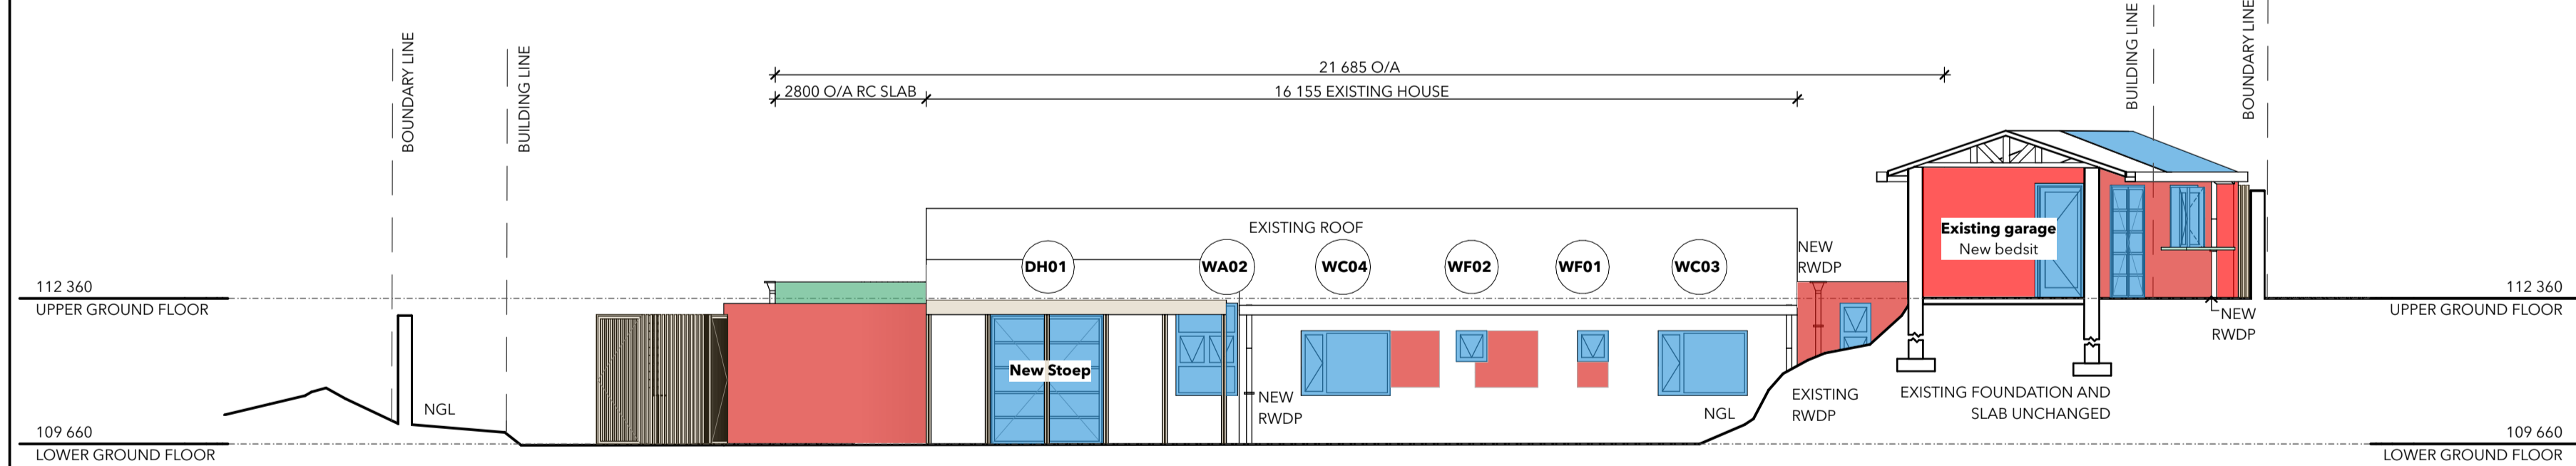 BOUNDARY LINE
BUILDING LINE
BUILDING LINE
BOUNDARY LINE
21 685 O/A
2800 O/A RC SLAB
16 155 EXISTING HOUSE
EXISTING ROOF
DH01
WA02
WC04
WF02
WF01
WC03
NEW
RWDP
Existing garage
New bedsit
112 360
UPPER GROUND FLOOR
112 360
UPPER GROUND FLOOR
NEW
RWDP
New Stoep
NEW
RWDP
EXISTING
RWDP
EXISTING FOUNDATION AND
SLAB UNCHANGED
NGL
NGL
109 660
LOWER GROUND FLOOR
109 660
LOWER GROUND FLOOR